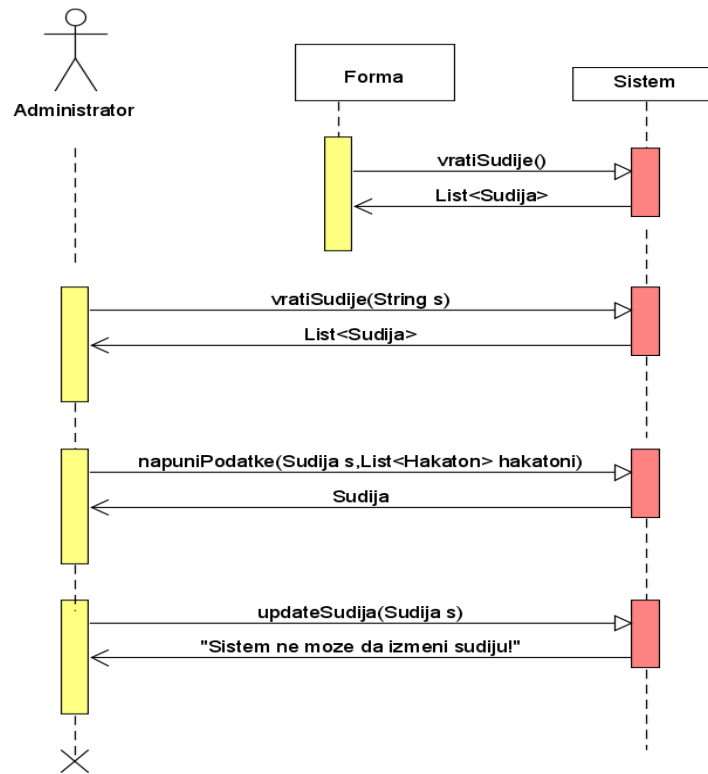 Administrator
Forma
Sistem
vratiSudije()
List<Sudija>
vratiSudije(String s)
List<Sudija>
napuniPodatke(Sudija s,List<Hakaton> hakatoni)
Sudija
updateSudija(Sudija s)
"Sistem ne moze da izmeni sudiju!"